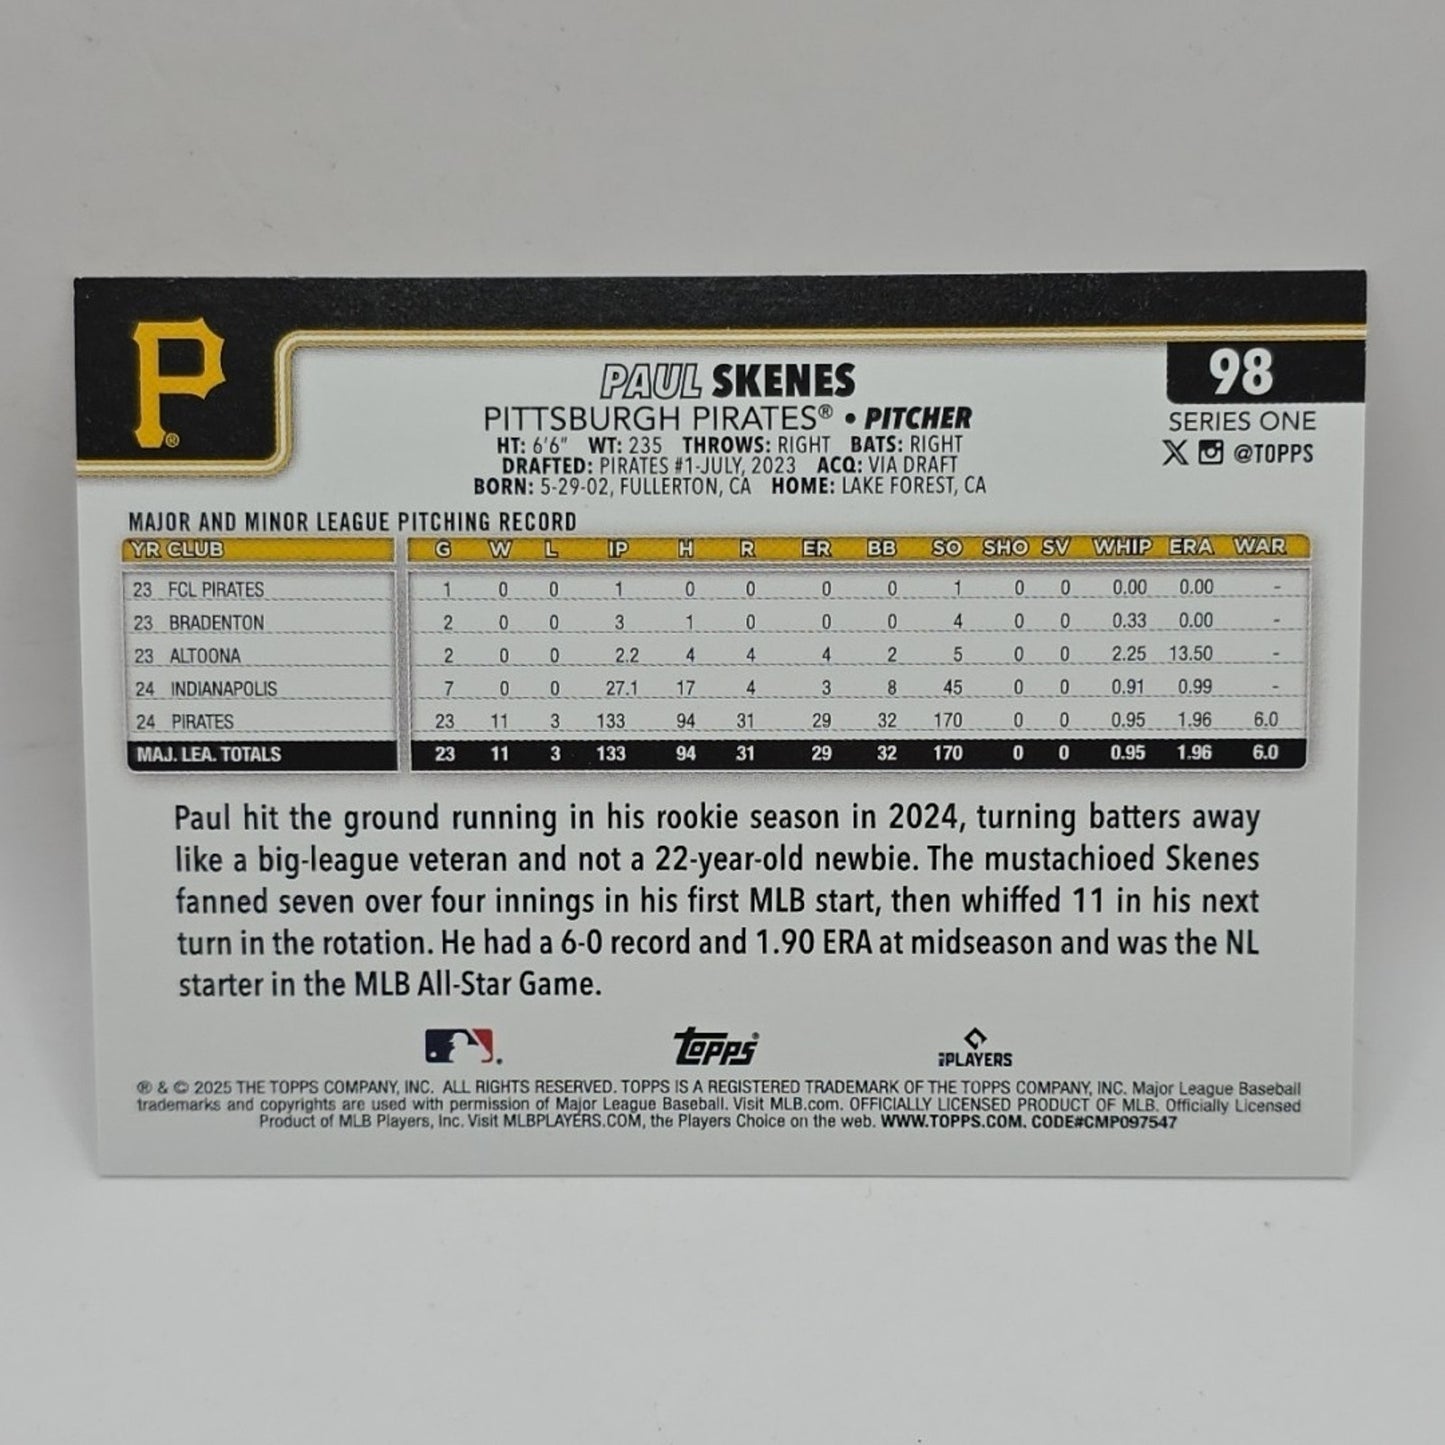 P®
98
PAUL SKENES
PITTSBURGH PIRATES® • PITCHER
SERIES ONE
HT: 6'6" WT: 235 THROWS: RIGHT BATS: RIGHT
X @TOPPS
DRAFTED: PIRATES #1-JULY, 2023 ACQ: VIA DRAFT
BORN: 5-29-02, FULLERTON, CA HOME: LAKE FOREST, CA
MAJOR AND MINOR LEAGUE PITCHING RECORD
YR CLUB G W L IP H R ER BB SO SHO SV WHIP ERA WAR
23 FCL PIRATES 1 0 0 1 0 0 0 0 1 0 0 0.00 0.00 -
23 BRADENTON 2 0 0 3 1 0 0 0 4 0 0 0.33 0.00 -
23 ALTOONA 2 0 0 2.2 4 4 4 2 5 0 0 2.25 13.50 -
24 INDIANAPOLIS 7 0 0 27.1 17 4 3 8 45 0 0 0.91 0.99 -
24 PIRATES 23 11 3 133 94 31 29 32 170 0 0 0.95 1.96 6.0
MAJ. LEA. TOTALS 23 11 3 133 94 31 29 32 170 0 0 0.95 1.96 6.0
Paul hit the ground running in his rookie season in 2024, turning batters away
like a big-league veteran and not a 22-year-old newbie. The mustachioed Skenes
fanned seven over four innings in his first MLB start, then whiffed 11 in his next
turn in the rotation. He had a 6-0 record and 1.90 ERA at midseason and was the NL
starter in the MLB All-Star Game.
topps®
MLB PLAYERS
® & © 2025 THE TOPPS COMPANY, INC. ALL RIGHTS RESERVED. TOPPS IS A REGISTERED TRADEMARK OF THE TOPPS COMPANY, INC. Major League Baseball
trademarks and copyrights are used with permission of Major League Baseball. Visit MLB.com. OFFICIALLY LICENSED PRODUCT OF MLB. Officially Licensed
Product of MLB Players, Inc. Visit MLBPLAYERS.COM, the Players Choice on the web. WWW.TOPPS.COM. CODE#CMP097547